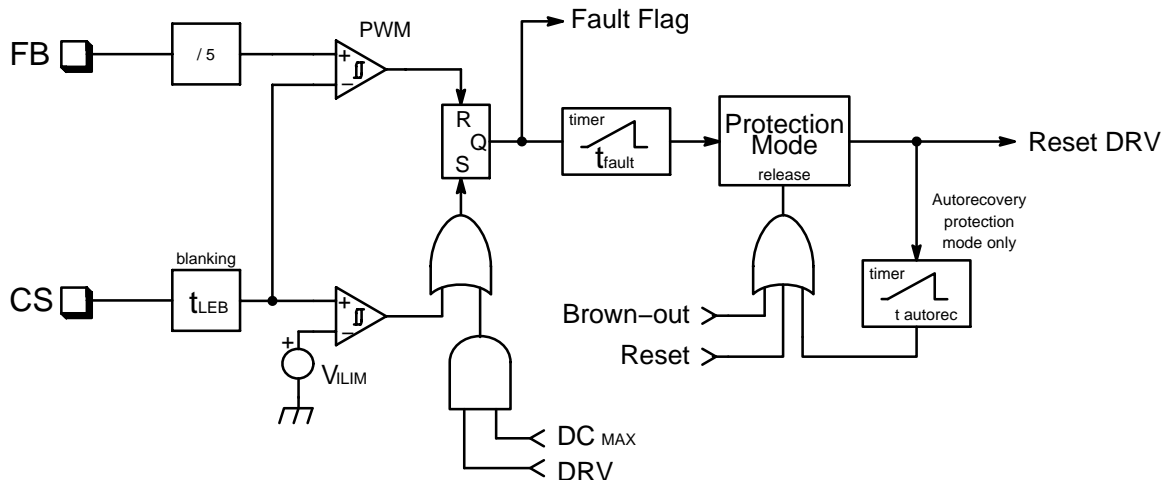 Fault Flag
PWM
FB
/ 5
+
−
R
Q
S
timer
tfault
Protection
Mode
release
Reset DRV
Autorecovery
protection
mode only
blanking
CS
tLEB
+
−
timer
t autorec
Brown−out
+
VILIM
Reset
DC MAX
DRV